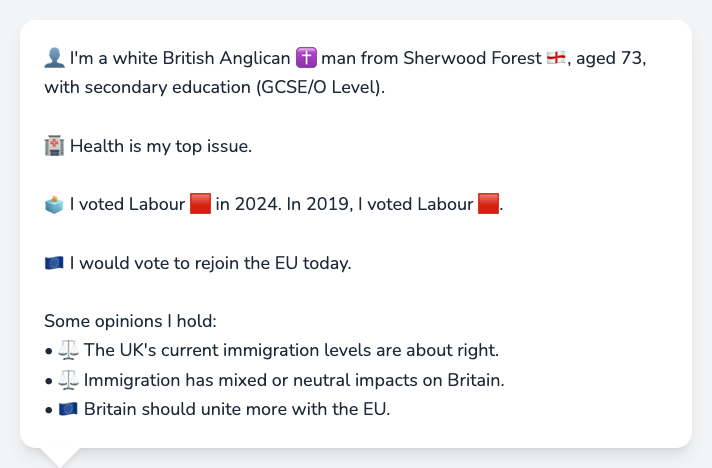 👤 I'm a white British Anglican ✝️ man from Sherwood Forest 🏴󠁧󠁢󠁥󠁮󠁧󠁿, aged 73,
with secondary education (GCSE/O Level).
🏥 Health is my top issue.
🗳️ I voted Labour 🟥 in 2024. In 2019, I voted Labour 🟥.
🇪🇺 I would vote to rejoin the EU today.
Some opinions I hold:
• ⚖️ The UK's current immigration levels are about right.
• ⚖️ Immigration has mixed or neutral impacts on Britain.
• 🇪🇺 Britain should unite more with the EU.